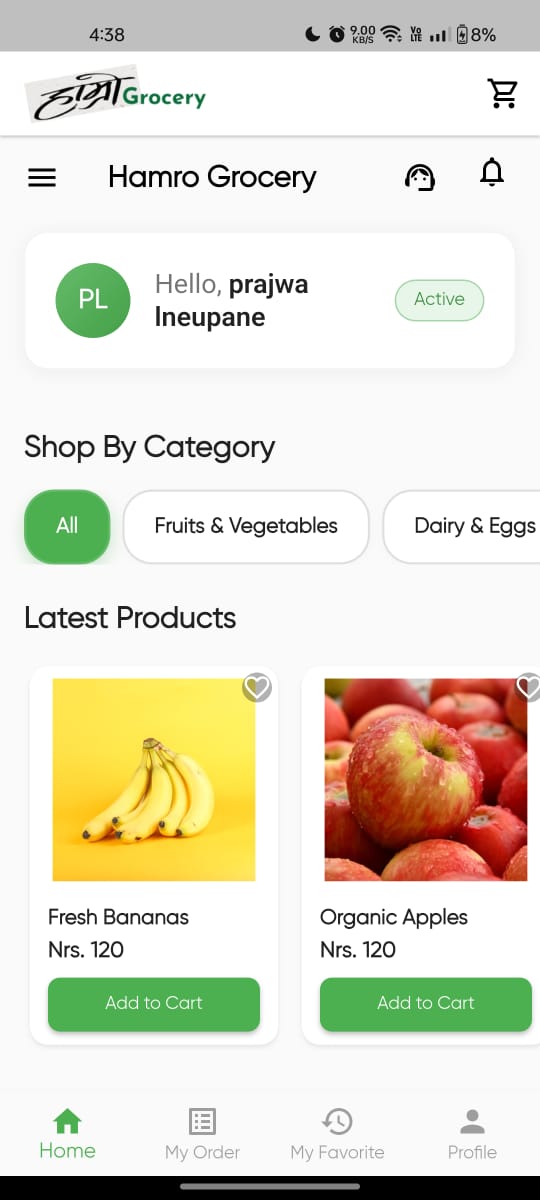 4:38
9.00
KB/S
Vo
LTE
8%
हाम्रो Grocery
Hamro Grocery
PL
Hello, prajwa
lneupane
Active
Shop By Category
All
Fruits & Vegetables
Dairy & Eggs
Latest Products
Fresh Bananas
Nrs. 120
Add to Cart
Organic Apples
Nrs. 120
Add to Cart
Home
My Order
My Favorite
Profile